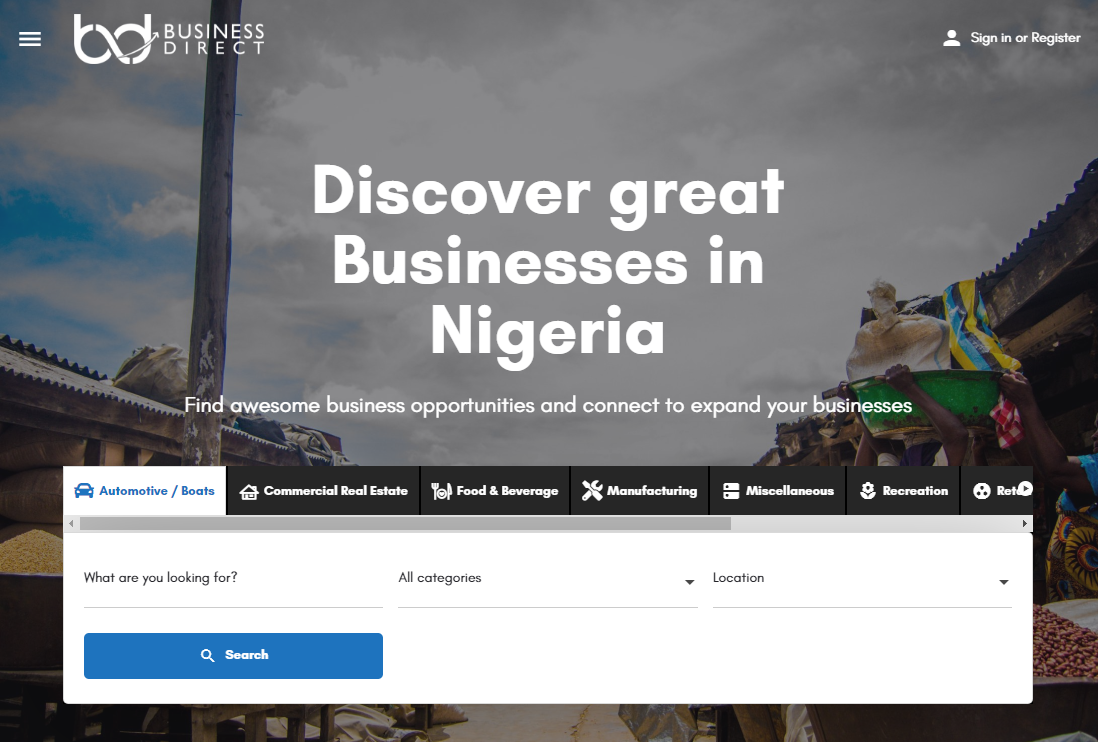 bd BUSINESS
DIRECT
Sign in or Register
Discover great
Businesses in
Nigeria
Find awesome business opportunities and connect to expand your businesses
Automotive / Boats
Commercial Real Estate
Food & Beverage
Manufacturing
Miscellaneous
Recreation
What are you looking for?
All categories
Location
Search